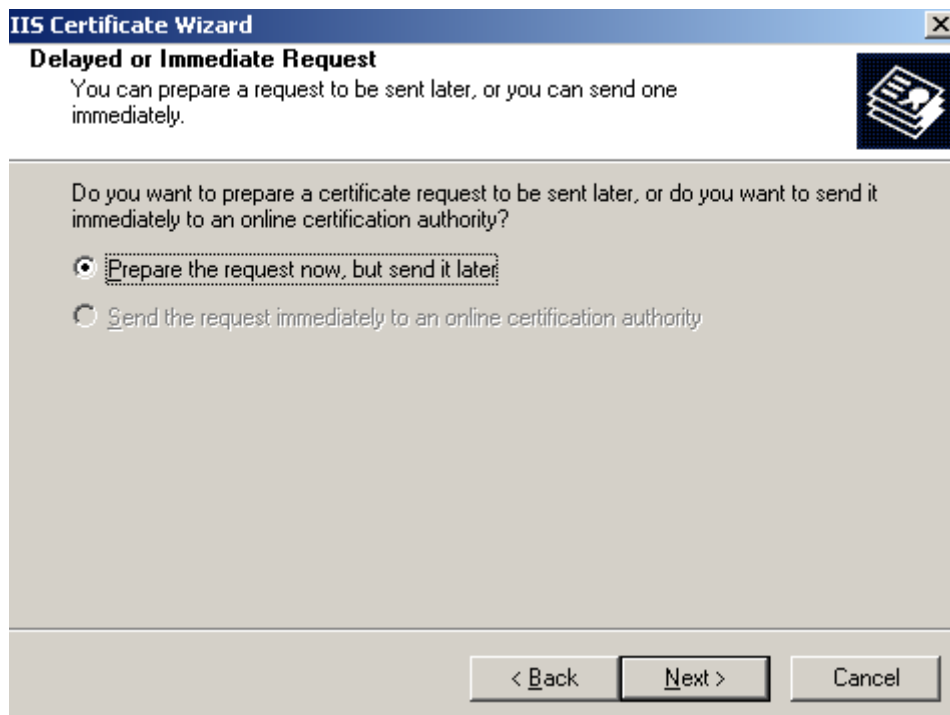 IIS Certificate Wizard
Delayed or Immediate Request
You can prepare a request to be sent later, or you can send one
immediately.
Do you want to prepare a certificate request to be sent later, or do you want to send it
immediately to an online certification authority?
Prepare the request now, but send it later
Send the request immediately to an online certification authority
< Back
Next >
Cancel